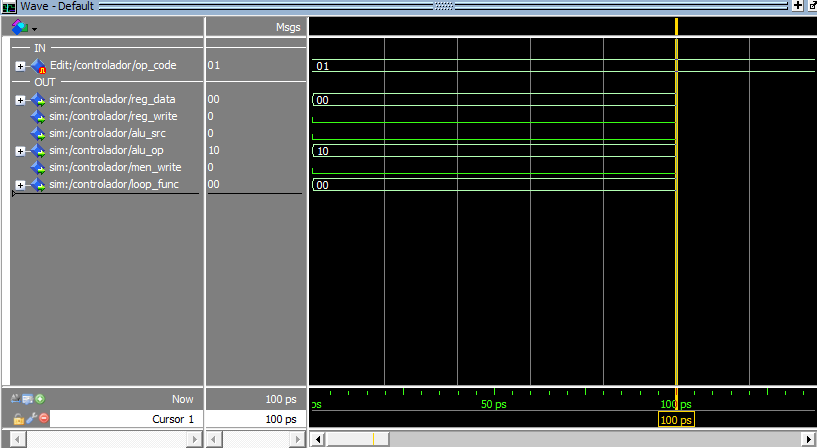 Wave - Default
Msgs
IN
Edit:/controlador/op_code 01 01
OUT
sim:/controlador/reg_data 00 00
sim:/controlador/reg_write 0
sim:/controlador/alu_src 0
sim:/controlador/alu_op 10 10
sim:/controlador/men_write 0
sim:/controlador/loop_func 00 00
Now 100 ps ps 50 ps 100 ps
Cursor 1 100 ps 100 ps